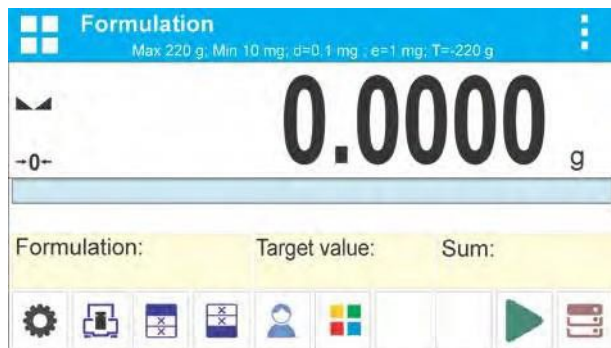 Formulation
Max 220 g; Min 10 mg; d=0,1 mg ; e=1 mg; T=-220 g
0.0000 g
→0←
Formulation: Target value: Sum: